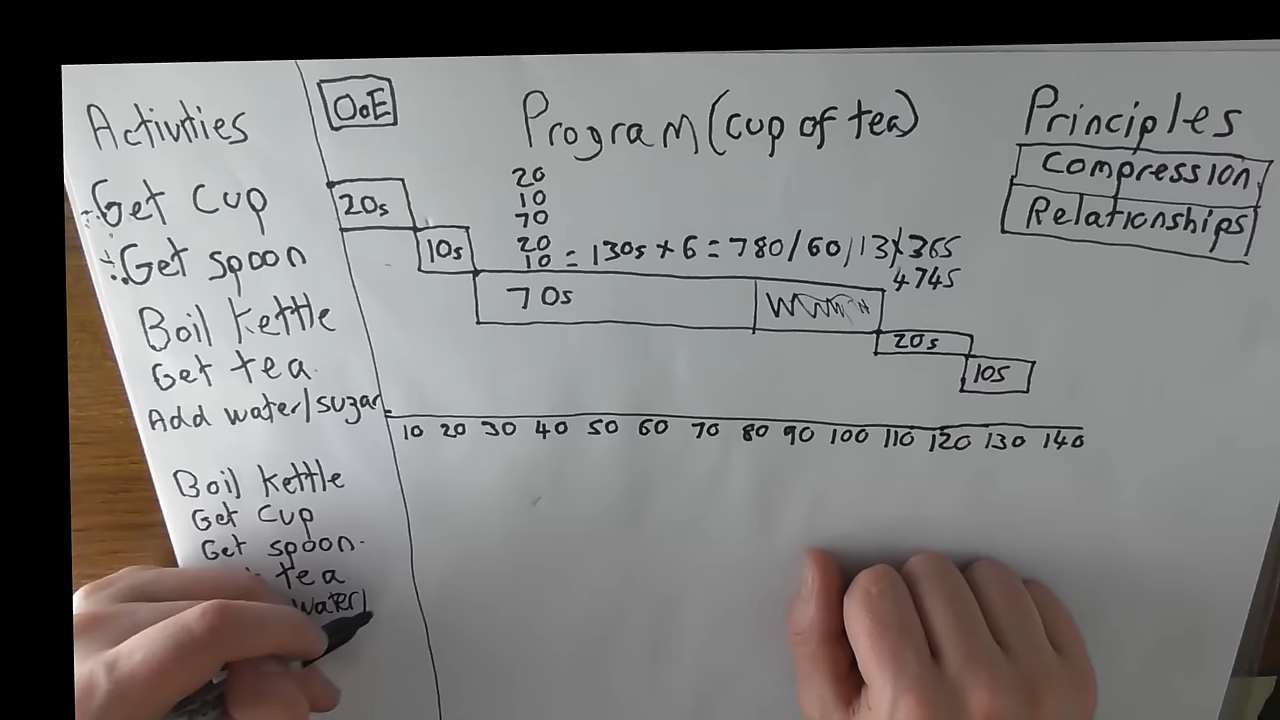 Activities
OoE
Program (cup of tea)
Principles
Compression
Relationships
Get cup
Get spoon
Boil kettle
Get tea
Add water/sugar
20s
10s
70s
20s
10s
20
10
70
20
10 = 130s * 6 = 780/60, 13 * 365
4745
10 20 30 40 50 60 70 80 90 100 110 120 130 140
Boil kettle
Get cup
Get spoon
tea
water/